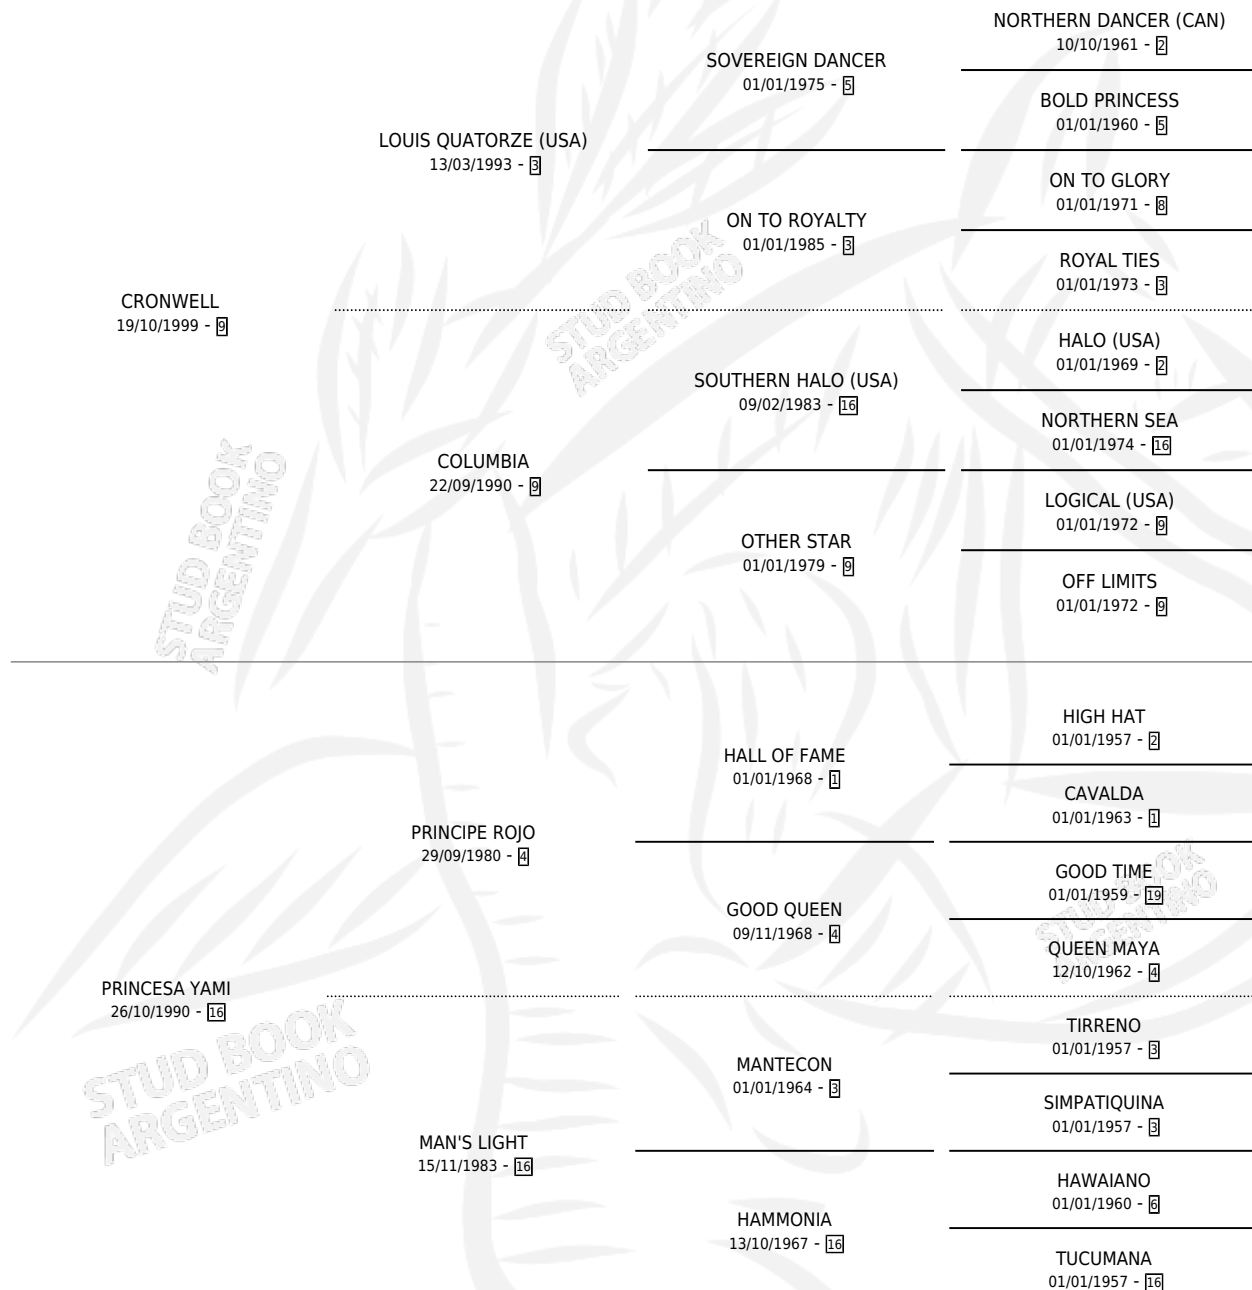 NORTHERN DANCER (CAN)
10/10/1961 - 2
SOVEREIGN DANCER
01/01/1975 - 5
BOLD PRINCESS
01/01/1960 - 5
LOUIS QUATORZE (USA)
13/03/1993 - 3
ON TO GLORY
01/01/1971 - 8
ON TO ROYALTY
01/01/1985 - 3
ROYAL TIES
01/01/1973 - 3
CRONWELL
19/10/1999 - 9
HALO (USA)
01/01/1969 - 2
SOUTHERN HALO (USA)
09/02/1983 - 16
NORTHERN SEA
01/01/1974 - 16
COLUMBIA
22/09/1990 - 9
LOGICAL (USA)
01/01/1972 - 9
OTHER STAR
01/01/1979 - 9
OFF LIMITS
01/01/1972 - 9
STUD BOOK
ARGENTINO
STUD BOOK
ARGENTINO
HIGH HAT
01/01/1957 - 2
HALL OF FAME
01/01/1968 - 1
CAVALDA
01/01/1963 - 1
PRINCIPE ROJO
29/09/1980 - 4
GOOD TIME
01/01/1959 - 19
GOOD QUEEN
09/11/1968 - 4
QUEEN MAYA
12/10/1962 - 4
PRINCESA YAMI
26/10/1990 - 16
TIRRENO
01/01/1957 - 3
MANTECON
01/01/1964 - 3
SIMPATIQUINA
01/01/1957 - 3
MAN'S LIGHT
15/11/1983 - 16
HAWAIANO
01/01/1960 - 6
HAMMONIA
13/10/1967 - 16
TUCUMANA
01/01/1957 - 16
STUD BOOK
ARGENTINO
STUD BOOK
ARGENTINO